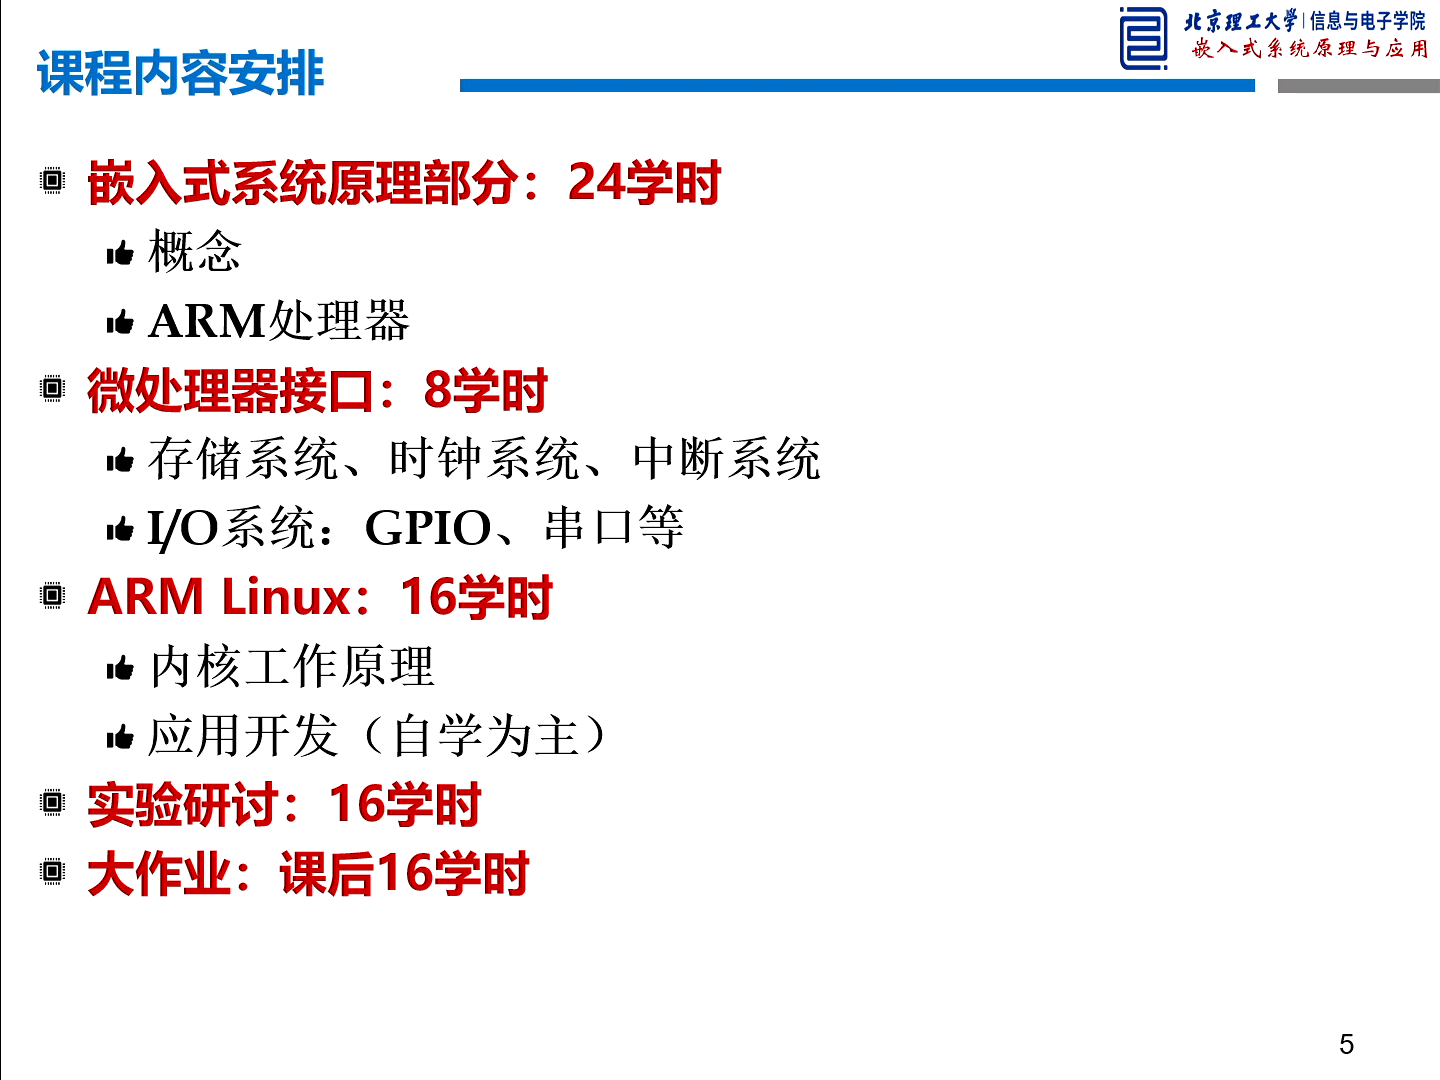 北京理工大学|信息与电子学院
嵌入式系统原理与应用
课程内容安排
嵌入式系统原理部分：24学时
概念
ARM处理器
微处理器接口：8学时
存储系统、时钟系统、中断系统
I/O系统：GPIO、串口等
ARM Linux：16学时
内核工作原理
应用开发（自学为主）
实验研讨：16学时
大作业：课后16学时
5